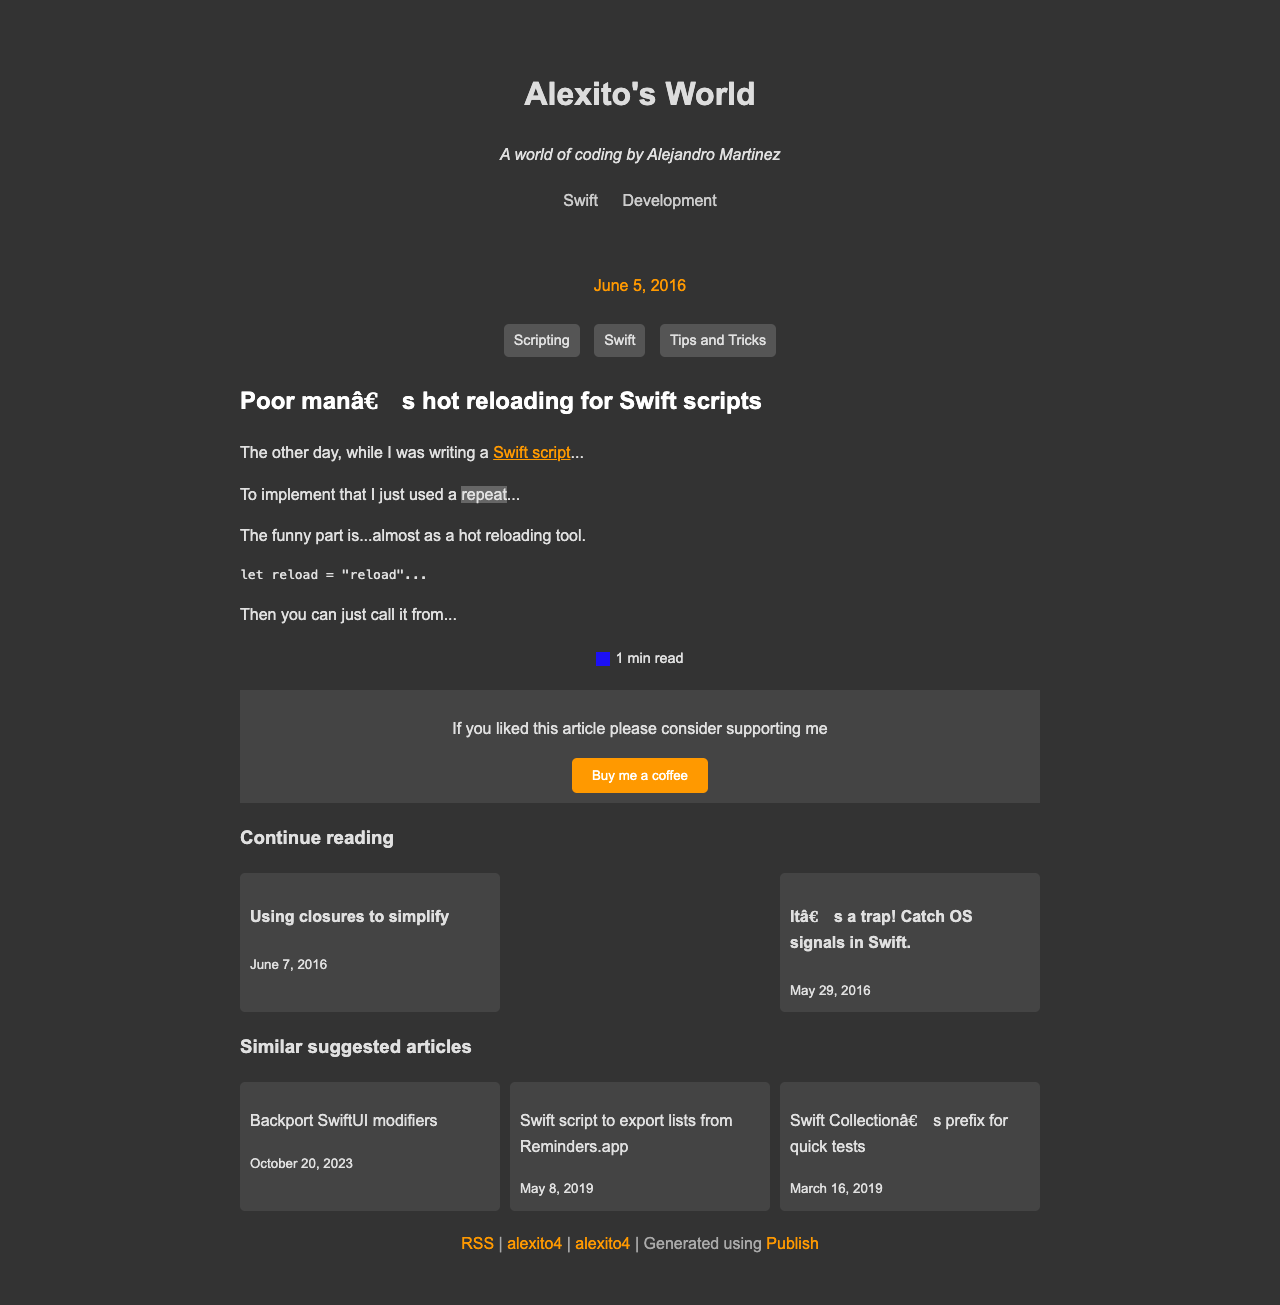 Alexito's World
A world of coding by Alejandro Martinez
Swift Development
June 5, 2016
Scripting Swift Tips and Tricks
Poor manâ€ s hot reloading for Swift scripts
The other day, while I was writing a Swift script...
To implement that I just used a repeat...
The funny part is...almost as a hot reloading tool.
let reload = "reload"...
Then you can just call it from...
1 min read
If you liked this article please consider supporting me
Buy me a coffee
Continue reading
Using closures to simplify
June 7, 2016
Itâ€ s a trap! Catch OS
signals in Swift.
May 29, 2016
Similar suggested articles
Backport SwiftUI modifiers
October 20, 2023
Swift script to export lists from
Reminders.app
May 8, 2019
Swift Collectionâ€ s prefix for
quick tests
March 16, 2019
RSS | alexito4 | alexito4 | Generated using Publish